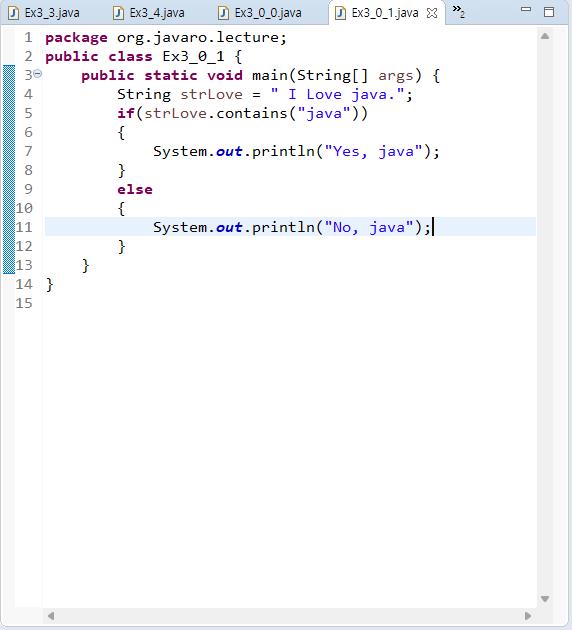 Ex3_3.java Ex3_4.java Ex3_0_0.java Ex3_0_1.java »2
1 package org.javaro.lecture;
2 public class Ex3_0_1 {
3 public static void main(String[] args) {
4 String strLove = " I Love java.";
5 if(strLove.contains("java"))
6 {
7 System.out.println("Yes, java");
8 }
9 else
10 {
11 System.out.println("No, java");
12 }
13 }
14 }
15